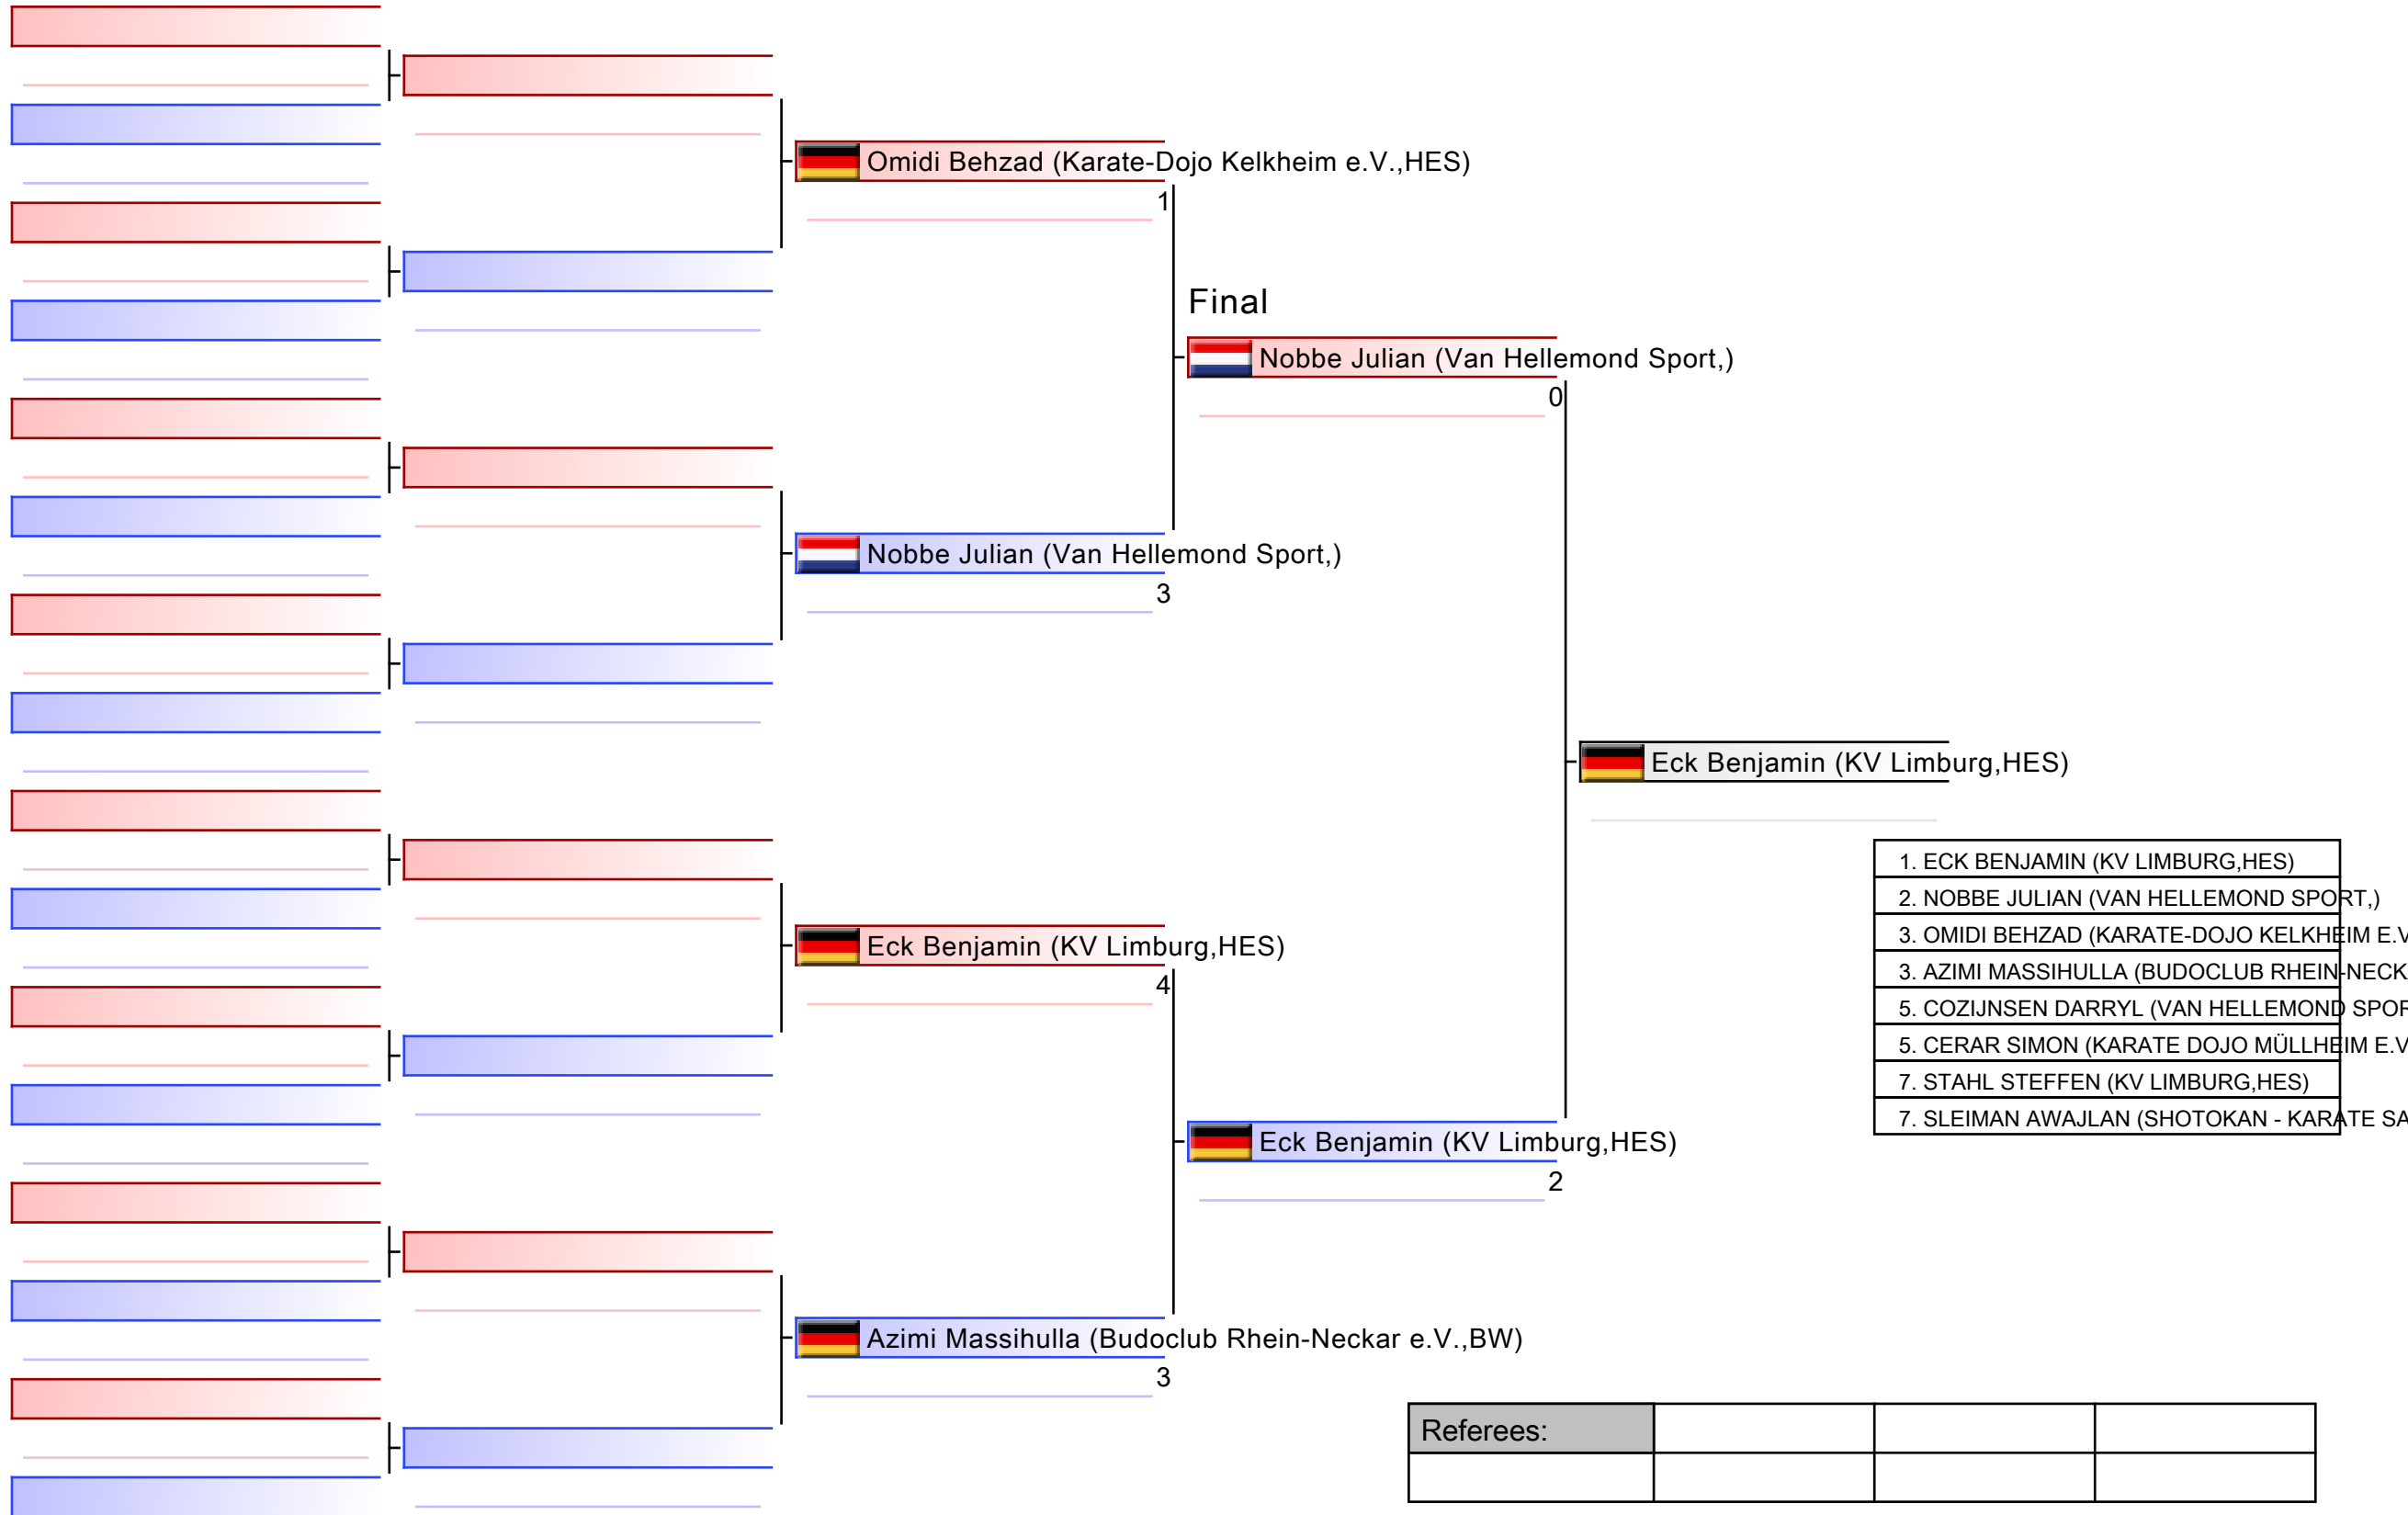 Omidi Behzad (Karate-Dojo Kelkheim e.V.,HES)
1
Final
Nobbe Julian (Van Hellemond Sport,)
0
Nobbe Julian (Van Hellemond Sport,)
3
Eck Benjamin (KV Limburg,HES)
1. ECK BENJAMIN (KV LIMBURG,HES)
2. NOBBE JULIAN (VAN HELLEMOND SPORT,)
3. OMIDI BEHZAD (KARATE-DOJO KELKHEIM E.V
3. AZIMI MASSIHULLA (BUDOCLUB RHEIN-NECK
5. COZIJNSEN DARRYL (VAN HELLEMOND SPOR
5. CERAR SIMON (KARATE DOJO MÜLLHEIM E.V
7. STAHL STEFFEN (KV LIMBURG,HES)
7. SLEIMAN AWAJLAN (SHOTOKAN - KARATE SA
Eck Benjamin (KV Limburg,HES)
4
Eck Benjamin (KV Limburg,HES)
2
Azimi Massihulla (Budoclub Rhein-Neckar e.V.,BW)
3
Referees: